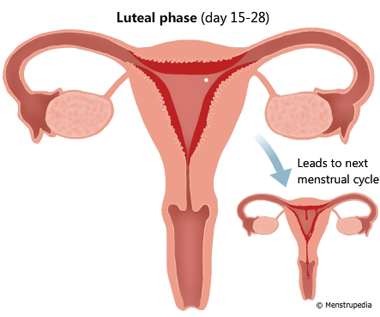 Luteal phase (day 15-28)
Leads to next
menstrual cycle
© Menstrupedia